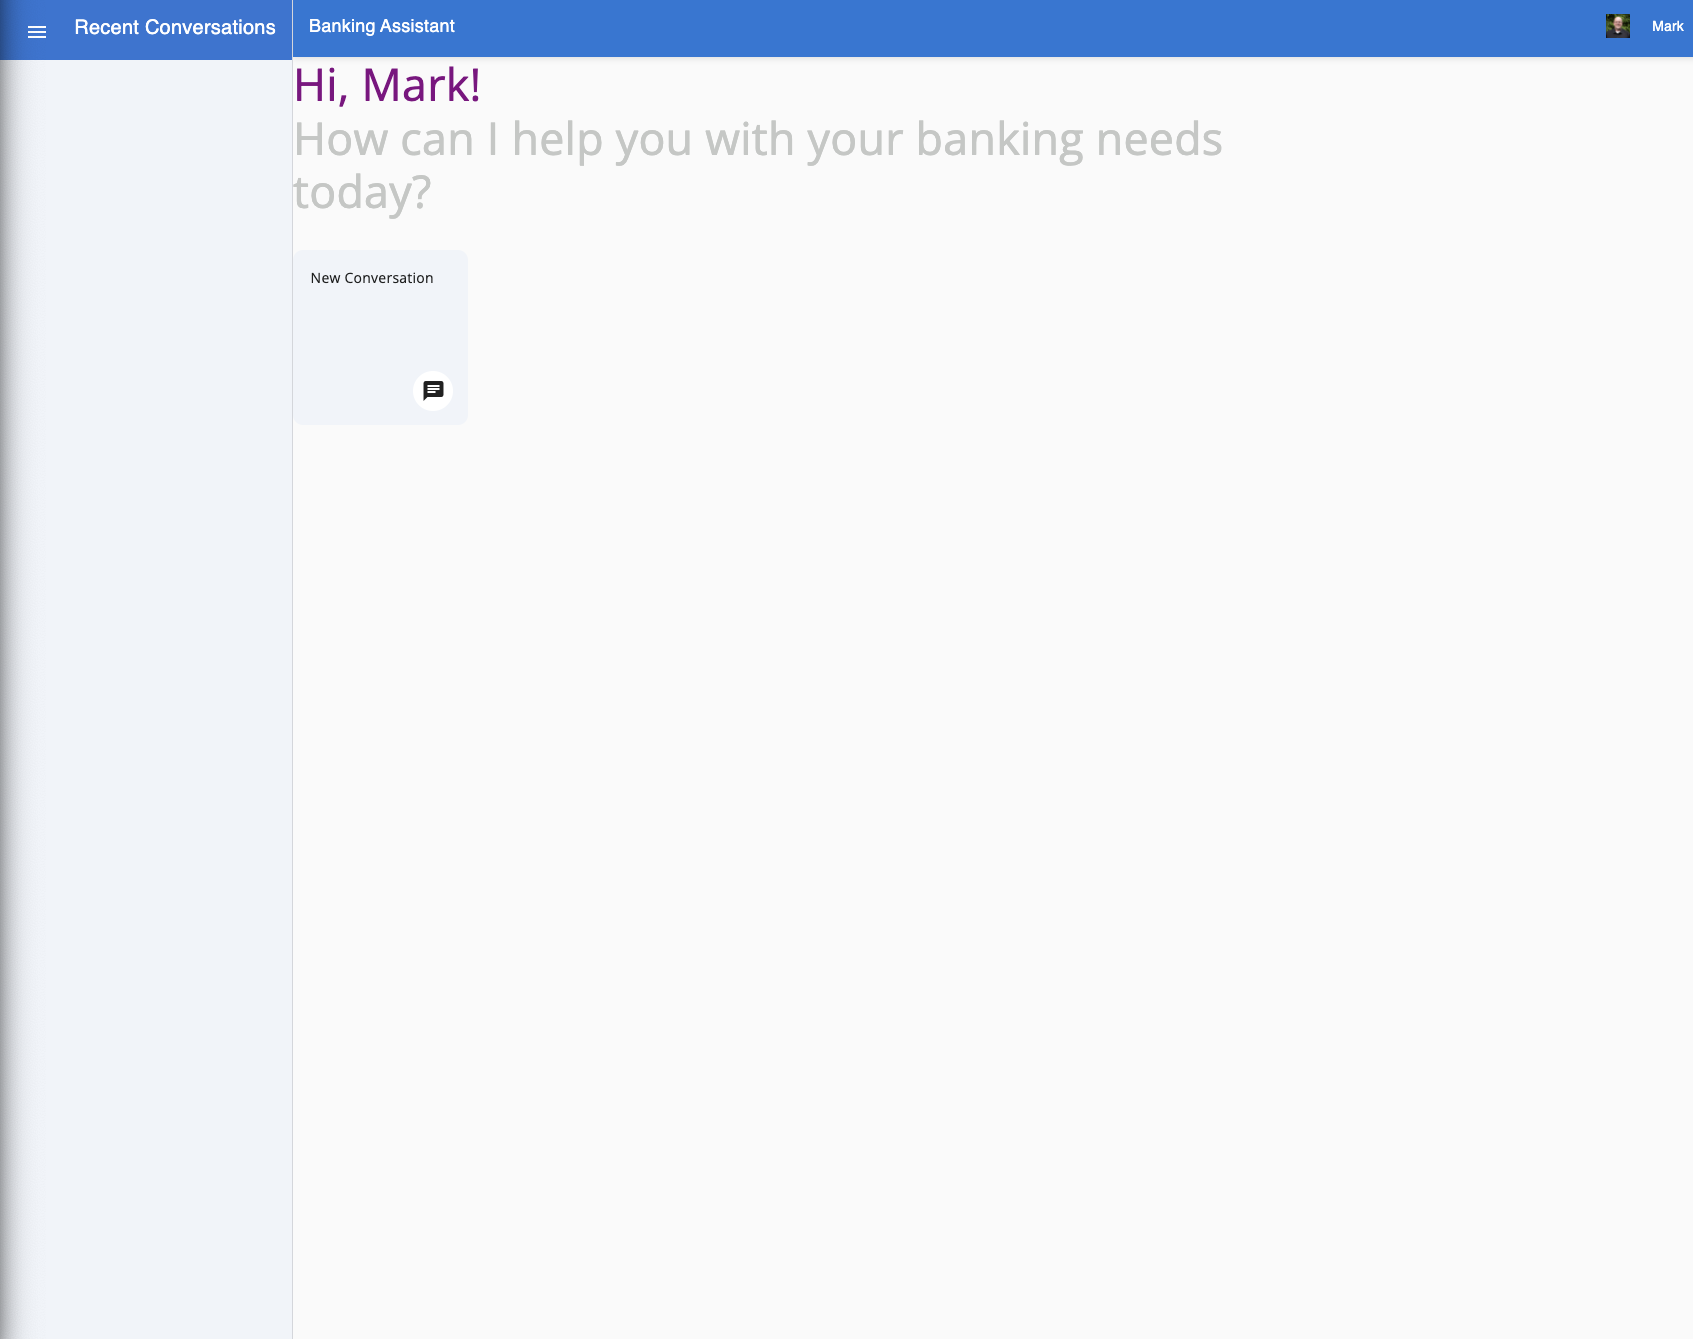 Recent Conversations
Banking Assistant
Mark
Hi, Mark!
How can I help you with your banking needs
today?
New Conversation